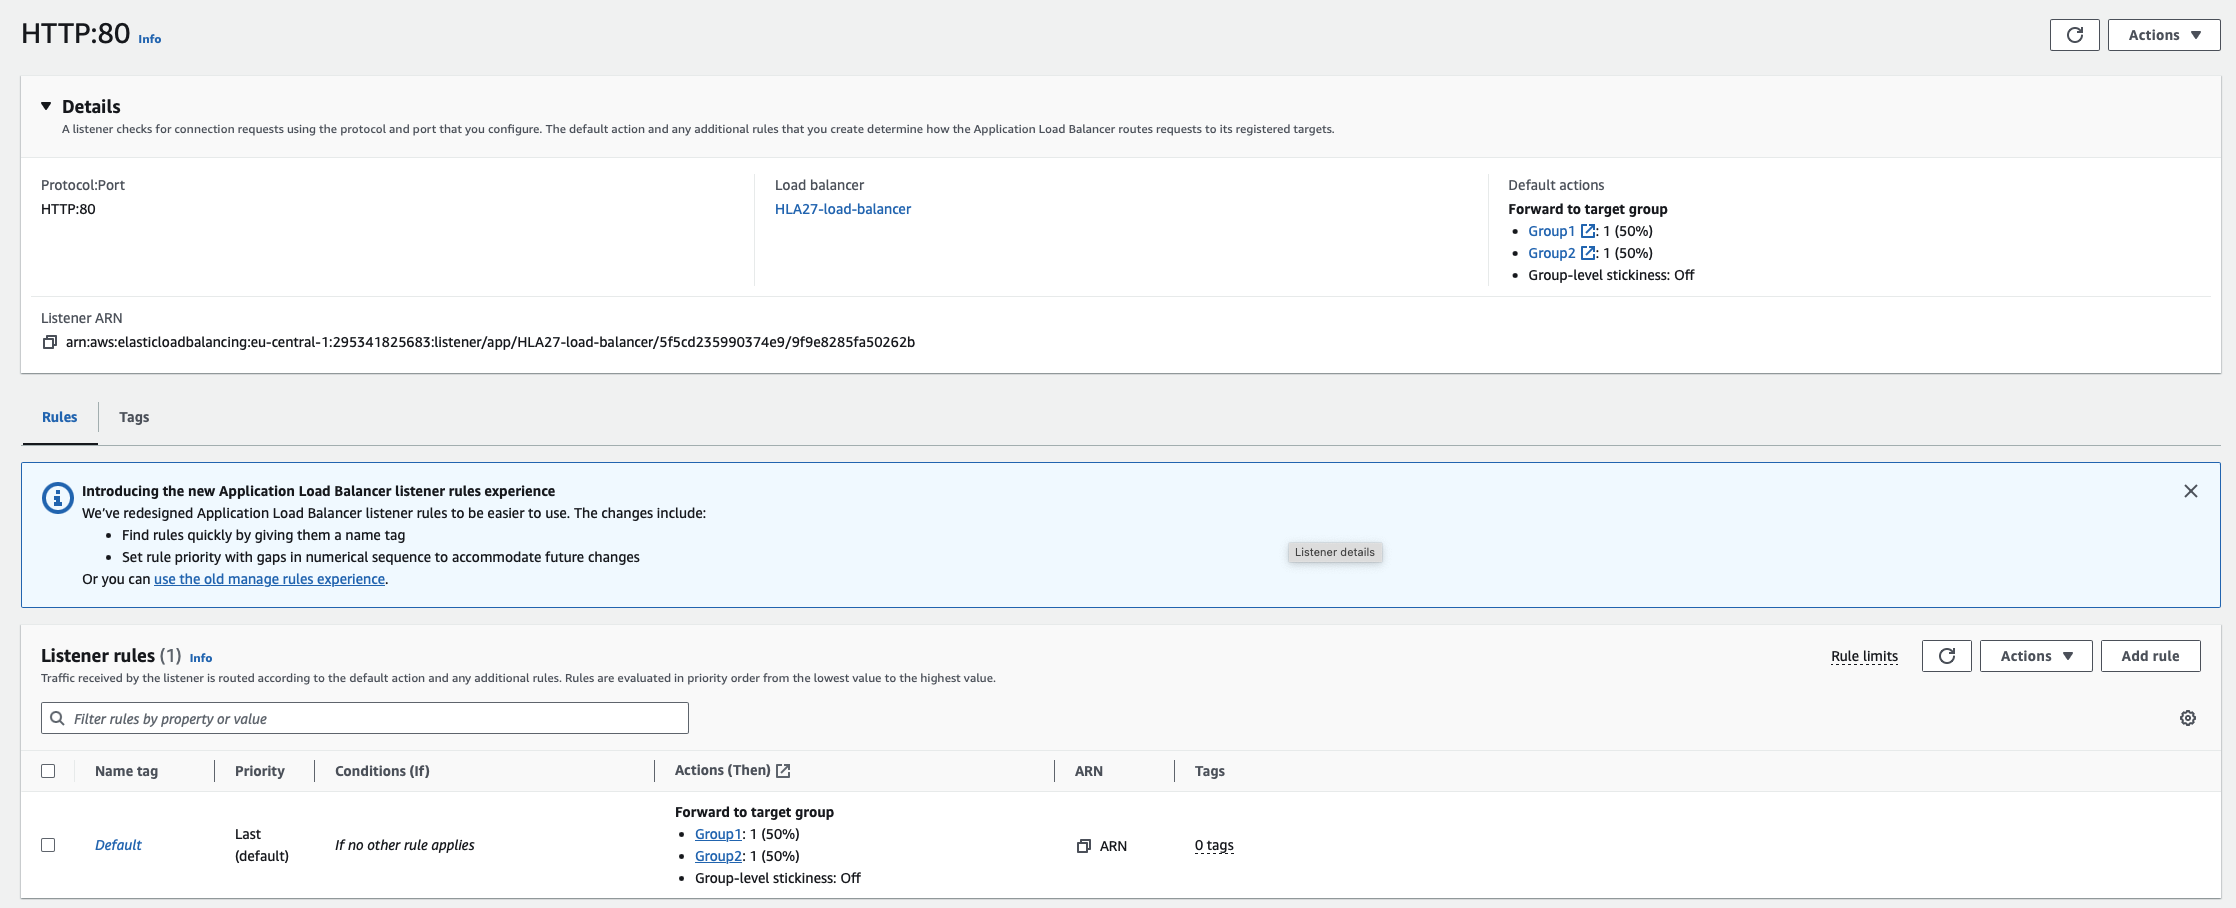 HTTP:80 Info
Actions
Details
A listener checks for connection requests using the protocol and port that you configure. The default action and any additional rules that you create determine how the Application Load Balancer routes requests to its registered targets.
Protocol:Port
HTTP:80
Load balancer
HLA27-load-balancer
Default actions
Forward to target group
• Group1 : 1 (50%)
• Group2 : 1 (50%)
• Group-level stickiness: Off
Listener ARN
arn:aws:elasticloadbalancing:eu-central-1:295341825683:listener/app/HLA27-load-balancer/5f5cd235990374e9/9f9e8285fa50262b
Rules
Tags
Introducing the new Application Load Balancer listener rules experience
We’ve redesigned Application Load Balancer listener rules to be easier to use. The changes include:
• Find rules quickly by giving them a name tag
• Set rule priority with gaps in numerical sequence to accommodate future changes
Or you can use the old manage rules experience.
Listener details
Listener rules (1) Info
Traffic received by the listener is routed according to the default action and any additional rules. Rules are evaluated in priority order from the lowest value to the highest value.
Rule limits
Actions
Add rule
Filter rules by property or value
Name tag
Priority
Conditions (If)
Actions (Then)
ARN
Tags
Default
Last
(default)
If no other rule applies
Forward to target group
• Group1: 1 (50%)
• Group2: 1 (50%)
• Group-level stickiness: Off
ARN
0 tags